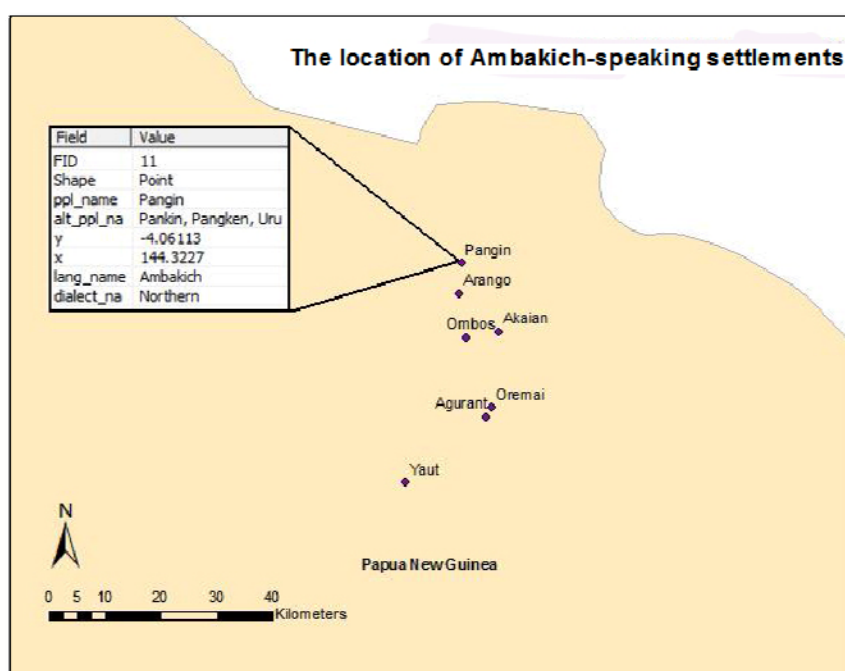 The location of Ambakich-speaking settlements
Field Value
FID 11
Shape Point
ppl_name Pangin
alt_ppl_na Pankin, Pangken, Uru
y -4.06113
x 144.3227
lang_name Ambakich
dialect_na Northern
Pangin
Arango
Ombos
Akaian
Oremai
Agurant
Yaut
N
Papua New Guinea
0 5 10 20 30 40
Kilometers